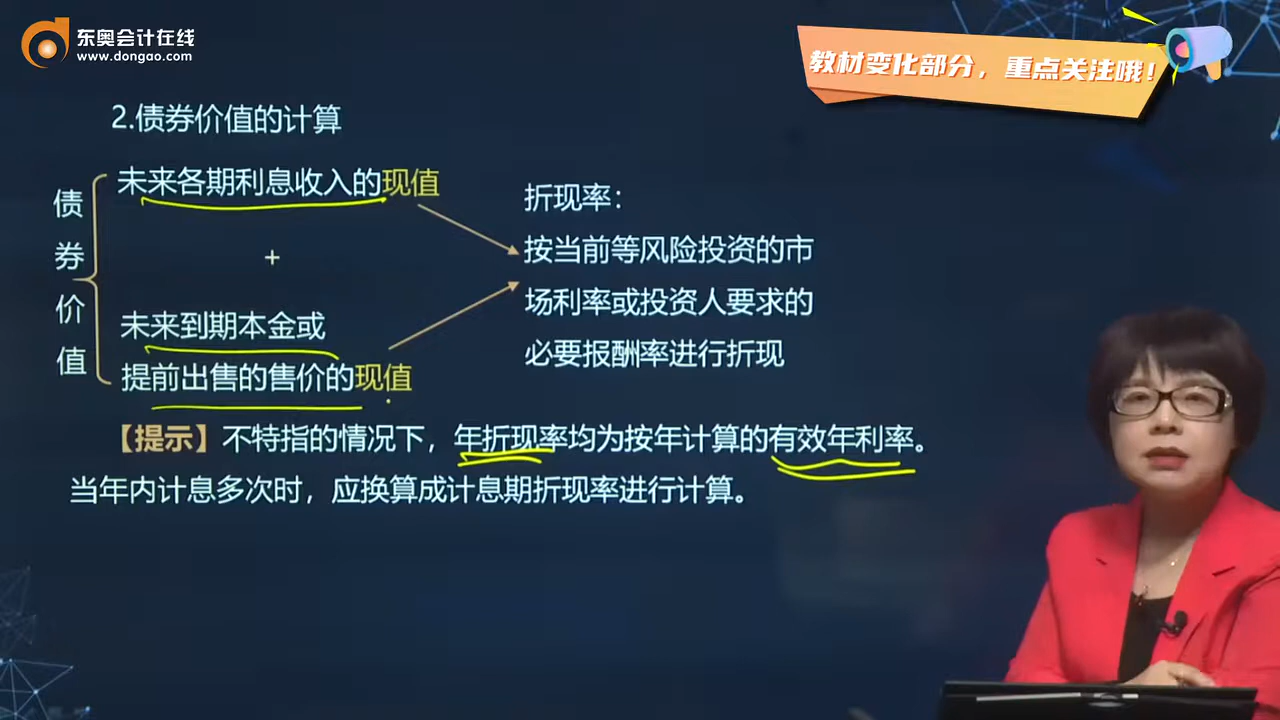 东奥会计在线
www.dongao.com
教材变化部分，重点关注哦！
2.债券价值的计算
债券价值
未来各期利息收入的现值
+
未来到期本金或
提前出售的售价的现值
折现率：
按当前等风险投资的市
场利率或投资人要求的
必要报酬率进行折现
【提示】不特指的情况下，年折现率均为按年计算的有效年利率。
当年内计息多次时，应换算成计息期折现率进行计算。